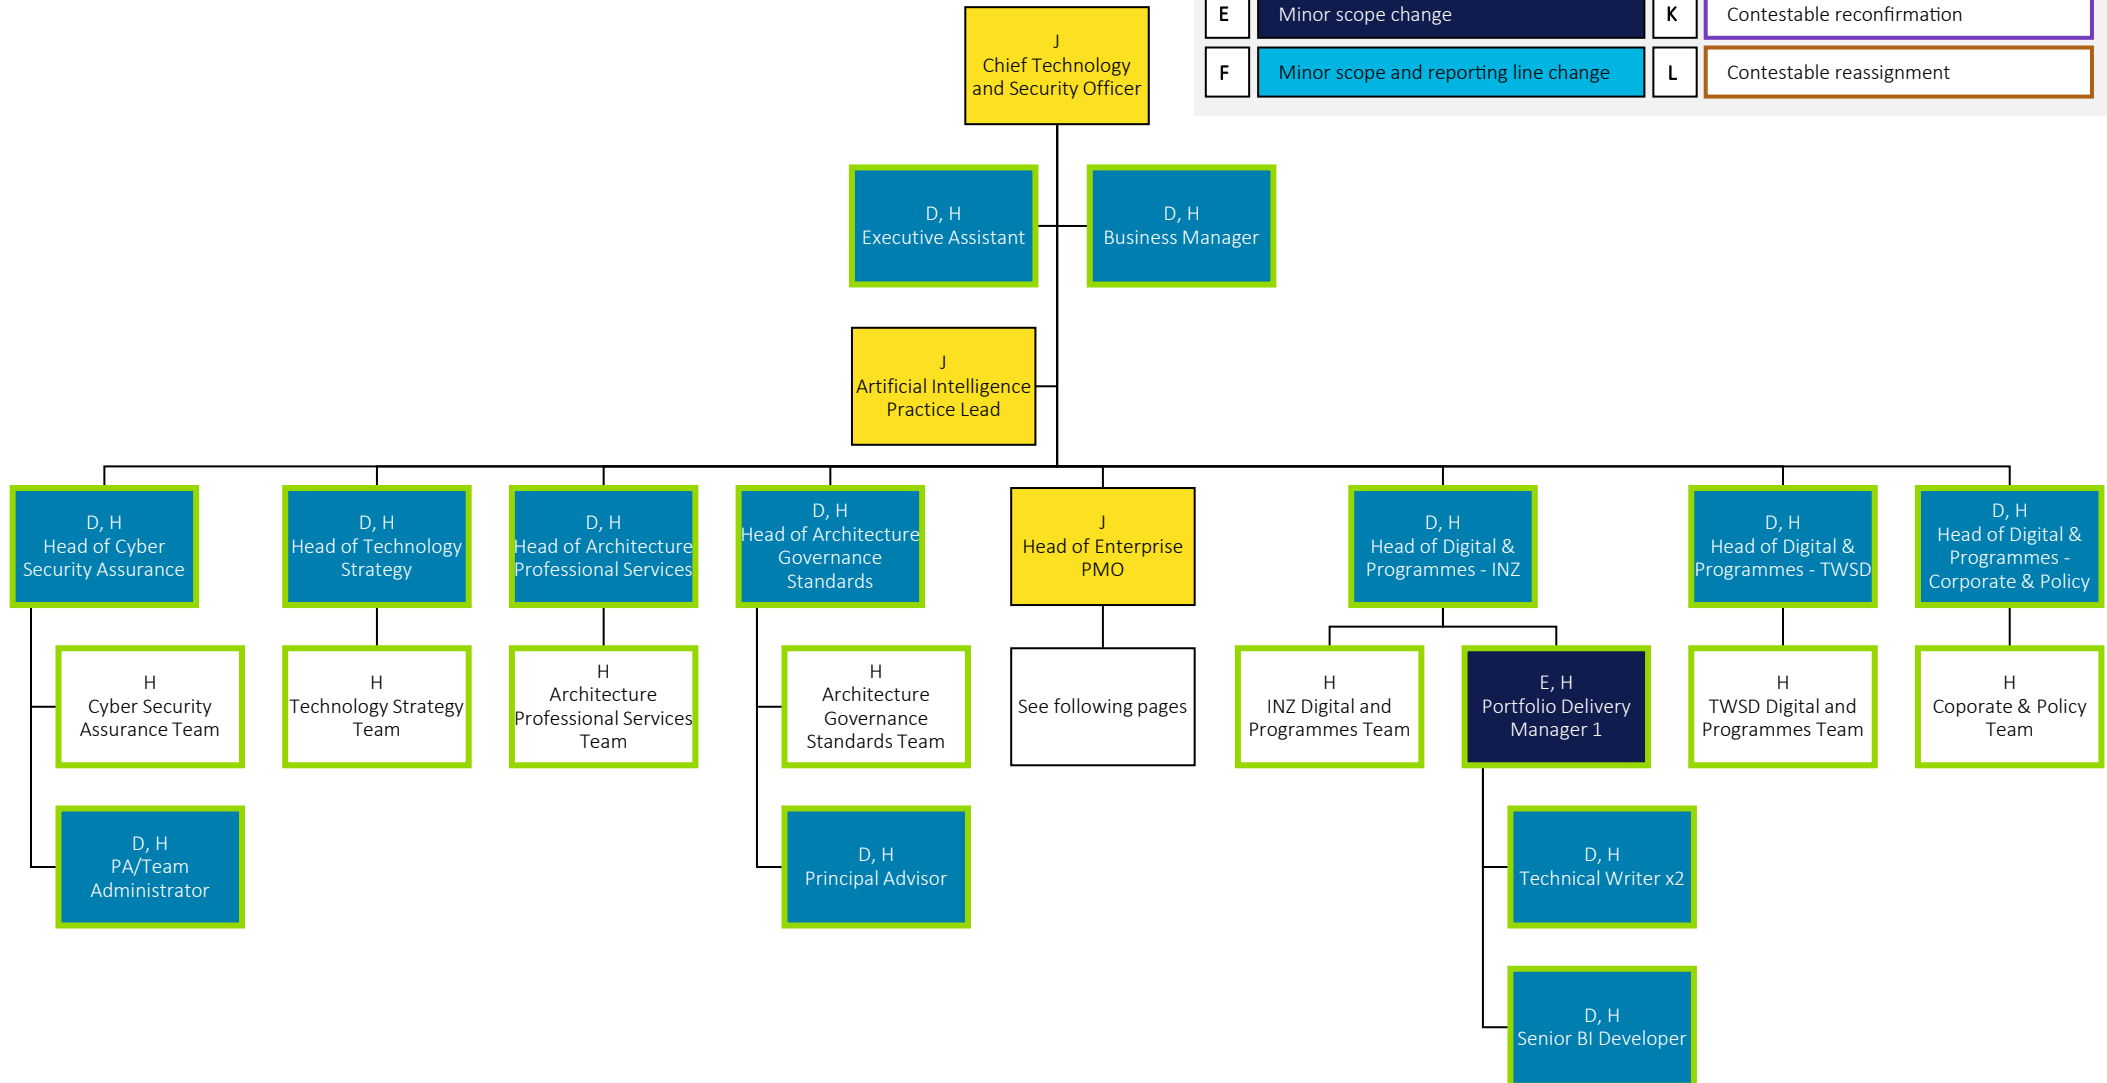 E
Minor scope change
K
Contestable reconfirmation
F
Minor scope and reporting line change
L
Contestable reassignment
J
Chief Technology
and Security Officer
D, H
Executive Assistant
D, H
Business Manager
J
Artificial Intelligence
Practice Lead
D, H
Head of Cyber
Security Assurance
D, H
Head of Technology
Strategy
D, H
Head of Architecture
Professional Services
D, H
Head of Architecture
Governance
Standards
J
Head of Enterprise
PMO
D, H
Head of Digital &
Programmes - INZ
D, H
Head of Digital &
Programmes - TWSD
D, H
Head of Digital &
Programmes -
Corporate & Policy
H
Cyber Security
Assurance Team
H
Technology Strategy
Team
H
Architecture
Professional Services
Team
H
Architecture
Governance
Standards Team
See following pages
H
INZ Digital and
Programmes Team
E, H
Portfolio Delivery
Manager 1
H
TWSD Digital and
Programmes Team
H
Coporate & Policy
Team
D, H
PA/Team
Administrator
D, H
Principal Advisor
D, H
Technical Writer x2
D, H
Senior BI Developer